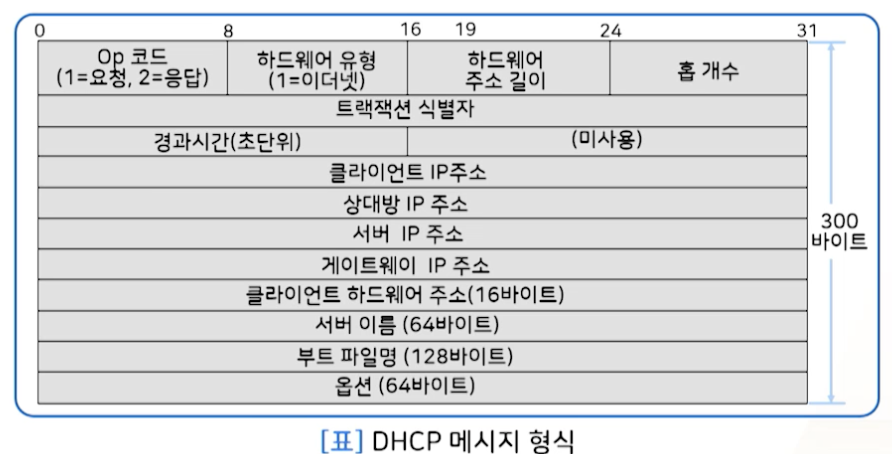 0 8 16 19 24 31
Op 코드
(1=요청, 2=응답)
하드웨어 유형
(1=이더넷)
하드웨어
주소 길이
홉 개수
트랙잭션 식별자
경과시간(초단위)
(미사용)
클라이언트 IP주소
상대방 IP 주소
서버 IP 주소
게이트웨이 IP 주소
클라이언트 하드웨어 주소(16바이트)
서버 이름 (64바이트)
부트 파일명 (128바이트)
옵션 (64바이트)
300
바이트
[표] DHCP 메시지 형식